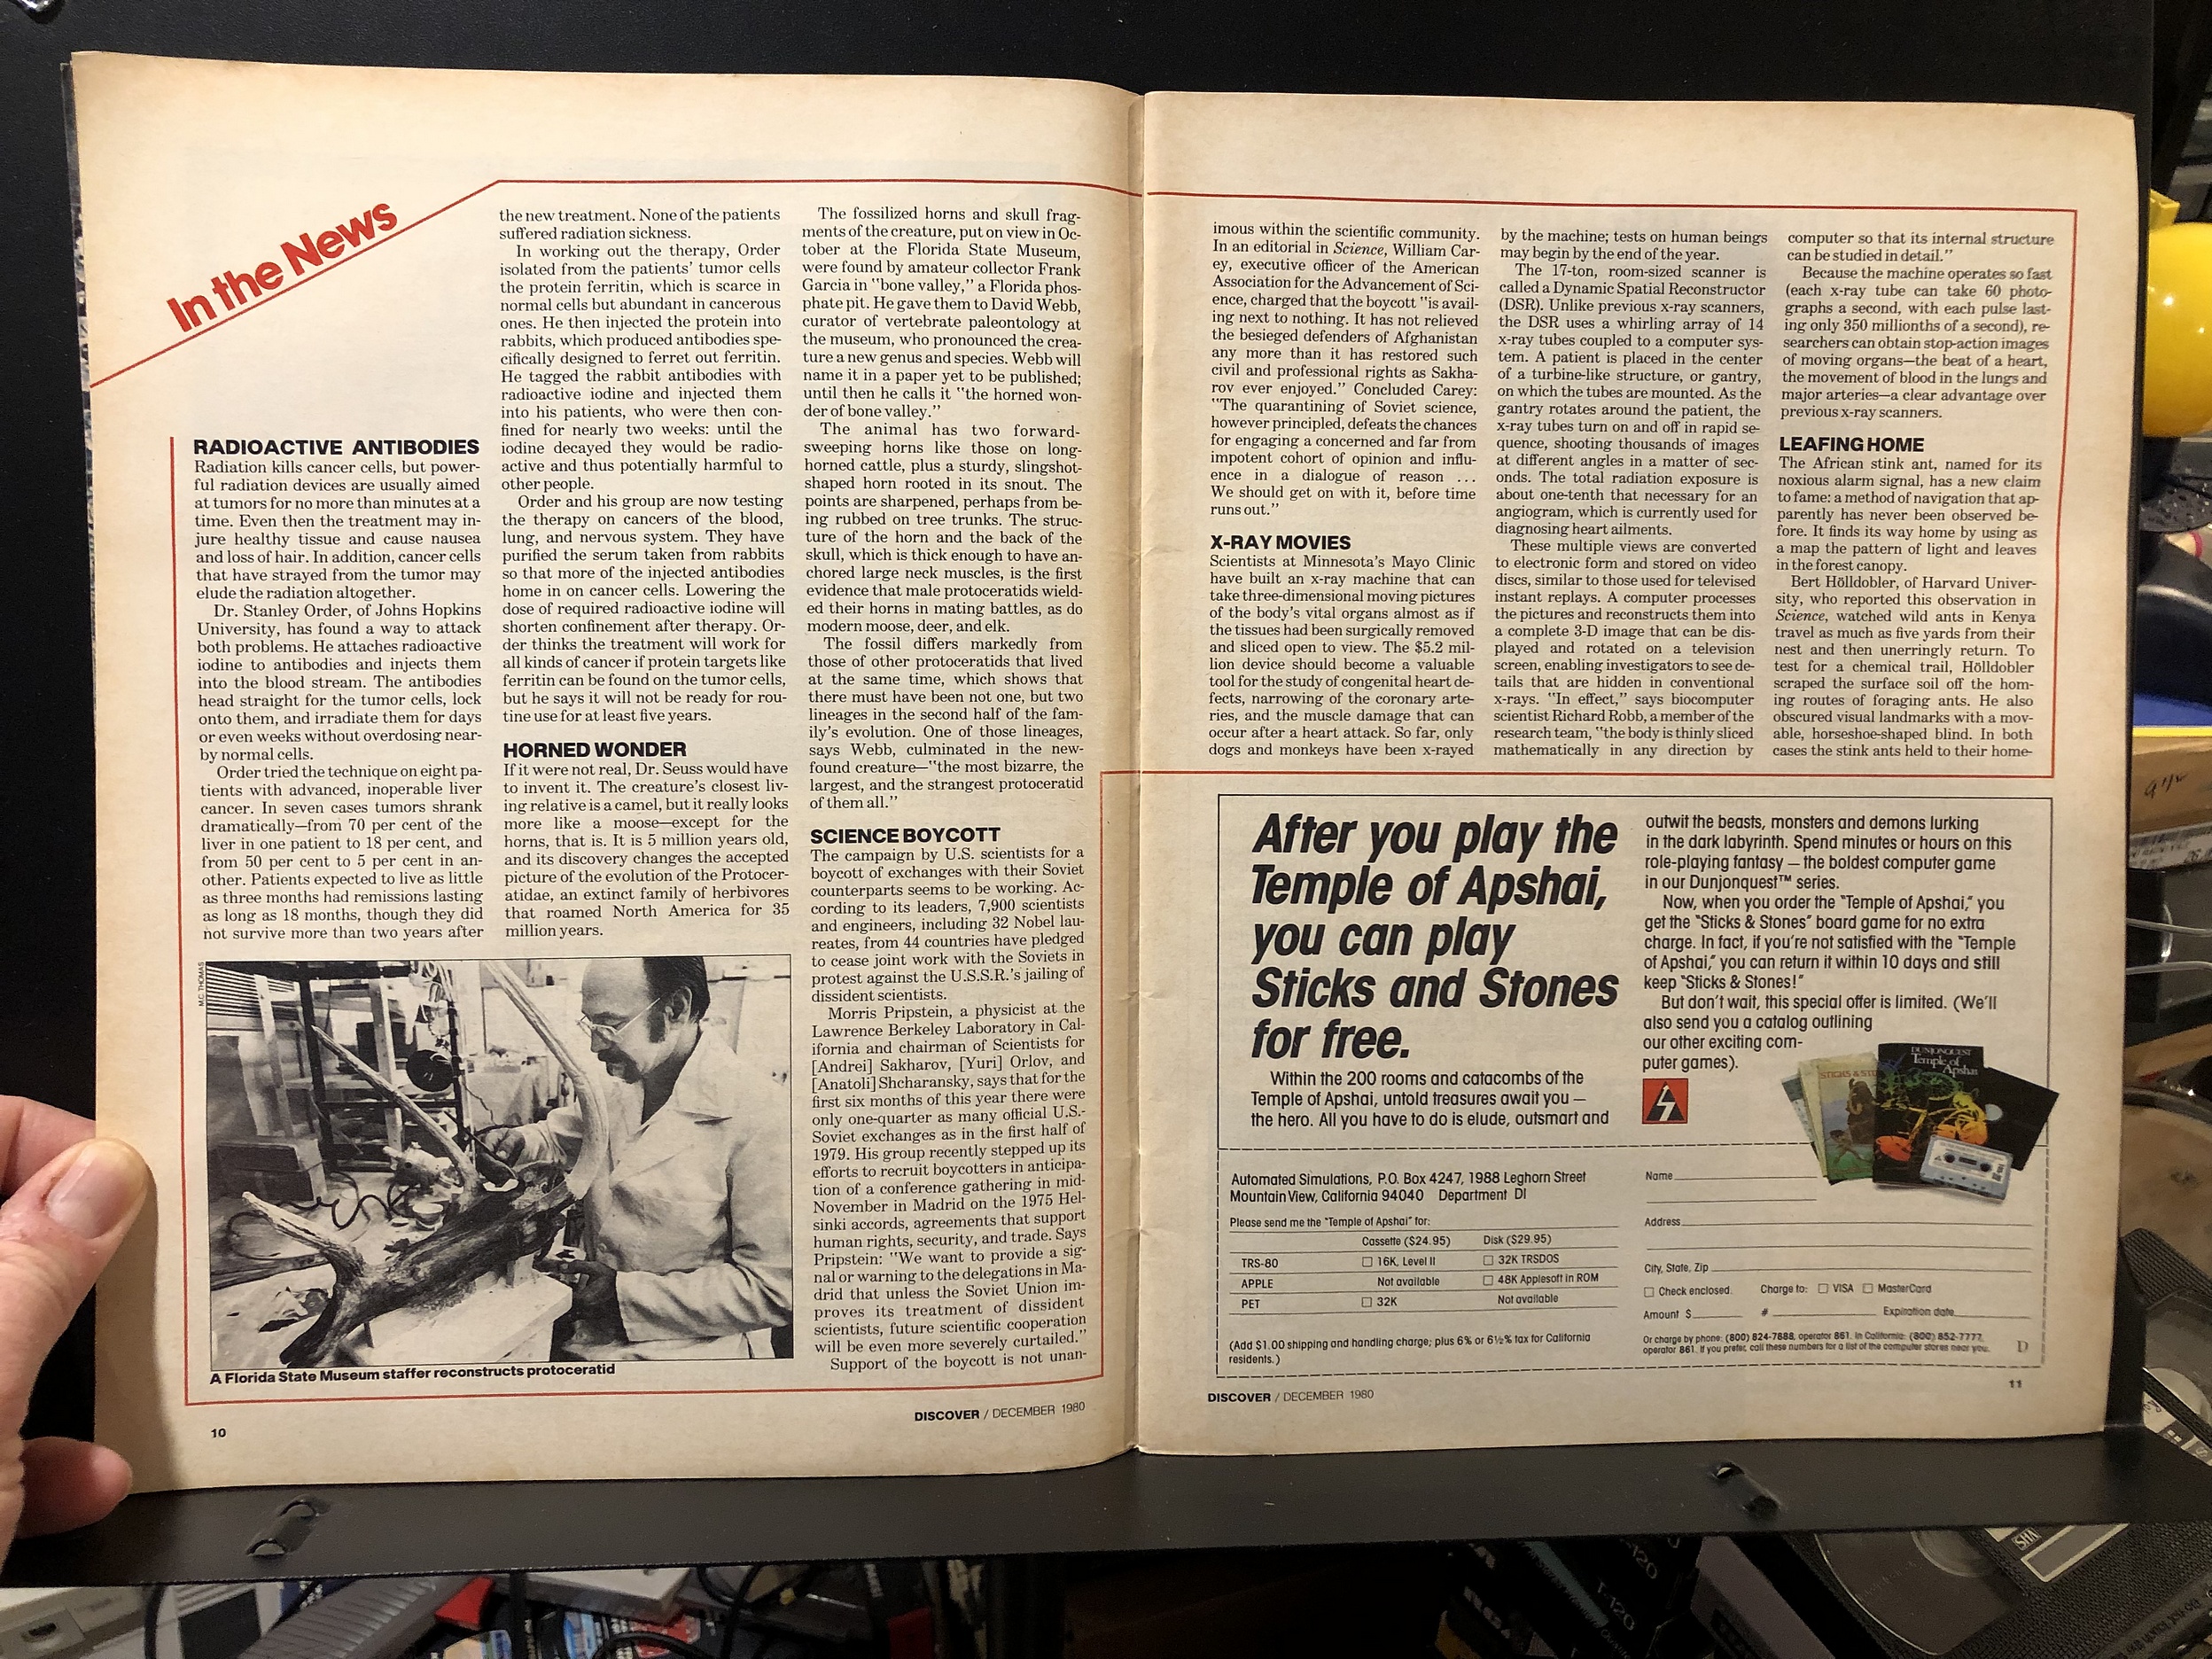 In the News
RADIOACTIVE ANTIBODIES
Radiation kills cancer cells, but power-
ful radiation devices are usually aimed
at tumors for no more than minutes at a
time. Even then the treatment may in-
jure healthy tissue and cause nausea
and loss of hair. In addition, cancer cells
that have strayed from the tumor may
elude the radiation altogether.
Dr. Stanley Order, of Johns Hopkins
University, has found a way to attack
both problems. He attaches radioactive
iodine to antibodies and injects them
into the blood stream. The antibodies
head straight for the tumor cells, lock
onto them, and irradiate them for days
or even weeks without overdosing near-
by normal cells.
Order tried the technique on eight pa-
tients with advanced, inoperable liver
cancer. In seven cases tumors shrank
dramatically—from 70 per cent of the
liver in one patient to 18 per cent, and
from 50 per cent to 5 per cent in an-
other. Patients expected to live as little
as three months had remissions lasting
as long as 18 months, though they did
not survive more than two years after
the new treatment. None of the patients
suffered radiation sickness.
In working out the therapy, Order
isolated from the patients' tumor cells
the protein ferritin, which is scarce in
normal cells but abundant in cancerous
ones. He then injected the protein into
rabbits, which produced antibodies spe-
cifically designed to ferret out ferritin.
He tagged the rabbit antibodies with
radioactive iodine and injected them
into his patients, who were then con-
fined for nearly two weeks: until the
iodine decayed they would be radio-
active and thus potentially harmful to
other people.
Order and his group are now testing
the therapy on cancers of the blood,
lung, and nervous system. They have
purified the serum taken from rabbits
so that more of the injected antibodies
home in on cancer cells. Lowering the
dose of required radioactive iodine will
shorten confinement after therapy. Or-
der thinks the treatment will work for
all kinds of cancer if protein targets like
ferritin can be found on the tumor cells,
but he says it will not be ready for rou-
tine use for at least five years.
HORNED WONDER
If it were not real, Dr. Seuss would have
to invent it. The creature's closest liv-
ing relative is a camel, but it really looks
more like a moose—except for the
horns, that is. It is 5 million years old,
and its discovery changes the accepted
picture of the evolution of the Protocer-
atidae, an extinct family of herbivores
that roamed North America for 35
million years.
The fossilized horns and skull frag-
ments of the creature, put on view in Oc-
tober at the Florida State Museum,
were found by amateur collector Frank
Garcia in "bone valley," a Florida phos-
phate pit. He gave them to David Webb,
curator of vertebrate paleontology at
the museum, who pronounced the crea-
ture a new genus and species. Webb will
name it in a paper yet to be published;
until then he calls it "the horned won-
der of bone valley."
The animal has two forward-
sweeping horns like those on long-
horned cattle, plus a sturdy, slingshot-
shaped horn rooted in its snout. The
points are sharpened, perhaps from be-
ing rubbed on tree trunks. The struc-
ture of the horn and the back of the
skull, which is thick enough to have an-
chored large neck muscles, is the first
evidence that male protoceratids wield-
ed their horns in mating battles, as do
modern moose, deer, and elk.
The fossil differs markedly from
those of other protoceratids that lived
at the same time, which shows that
there must have been not one, but two
lineages in the second half of the fam-
ily's evolution. One of those lineages,
says Webb, culminated in the new-
found creature—"the most bizarre, the
largest, and the strangest protoceratid
of them all."
SCIENCE BOYCOTT
The campaign by U.S. scientists for a
boycott of exchanges with their Soviet
counterparts seems to be working. Ac-
cording to its leaders, 7,900 scientists
and engineers, including 32 Nobel lau-
reates, from 44 countries have pledged
to cease joint work with the Soviets in
protest against the U.S.S.R.'s jailing of
dissident scientists.
Morris Pripstein, a physicist at the
Lawrence Berkeley Laboratory in Cal-
ifornia and chairman of Scientists for
[Andrei] Sakharov, [Yuri] Orlov, and
[Anatoli] Shcharansky, says that for the
first six months of this year there were
only one-quarter as many official U.S.-
Soviet exchanges as in the first half of
1979. His group recently stepped up its
efforts to recruit boycotters in anticipa-
tion of a conference gathering in mid-
November in Madrid on the 1975 Hel-
sinki accords, agreements that support
human rights, security, and trade. Says
Pripstein: "We want to provide a sig-
nal or warning to the delegations in Ma-
drid that unless the Soviet Union im-
proves its treatment of dissident
scientists, future scientific cooperation
will be even more severely curtailed."
Support of the boycott is not unan-
M.C. THOMAS
A Florida State Museum staffer reconstructs protoceratid
DISCOVER / DECEMBER 1980
10
imous within the scientific community.
In an editorial in Science, William Car-
ey, executive officer of the American
Association for the Advancement of Sci-
ence, charged that the boycott "is avail-
ing next to nothing. It has not relieved
the besieged defenders of Afghanistan
any more than it has restored such
civil and professional rights as Sakha-
rov ever enjoyed." Concluded Carey:
"The quarantining of Soviet science,
however principled, defeats the chances
for engaging a concerned and far from
impotent cohort of opinion and influ-
ence in a dialogue of reason ...
We should get on with it, before time
runs out."
X-RAY MOVIES
Scientists at Minnesota's Mayo Clinic
have built an x-ray machine that can
take three-dimensional moving pictures
of the body's vital organs almost as if
the tissues had been surgically removed
and sliced open to view. The $5.2 mil-
lion device should become a valuable
tool for the study of congenital heart de-
fects, narrowing of the coronary arte-
ries, and the muscle damage that can
occur after a heart attack. So far, only
dogs and monkeys have been x-rayed
by the machine; tests on human beings
may begin by the end of the year.
The 17-ton, room-sized scanner is
called a Dynamic Spatial Reconstructor
(DSR). Unlike previous x-ray scanners,
the DSR uses a whirling array of 14
x-ray tubes coupled to a computer sys-
tem. A patient is placed in the center
of a turbine-like structure, or gantry,
on which the tubes are mounted. As the
gantry rotates around the patient, the
x-ray tubes turn on and off in rapid se-
quence, shooting thousands of images
at different angles in a matter of sec-
onds. The total radiation exposure is
about one-tenth that necessary for an
angiogram, which is currently used for
diagnosing heart ailments.
These multiple views are converted
to electronic form and stored on video
discs, similar to those used for televised
instant replays. A computer processes
the pictures and reconstructs them into
a complete 3-D image that can be dis-
played and rotated on a television
screen, enabling investigators to see de-
tails that are hidden in conventional
x-rays. "In effect," says biocomputer
scientist Richard Robb, a member of the
research team, "the body is thinly sliced
mathematically in any direction by
computer so that its internal structure
can be studied in detail."
Because the machine operates so fast
(each x-ray tube can take 60 photo-
graphs a second, with each pulse last-
ing only 350 millionths of a second), re-
searchers can obtain stop-action images
of moving organs—the beat of a heart,
the movement of blood in the lungs and
major arteries—a clear advantage over
previous x-ray scanners.
LEAFING HOME
The African stink ant, named for its
noxious alarm signal, has a new claim
to fame: a method of navigation that ap-
parently has never been observed be-
fore. It finds its way home by using as
a map the pattern of light and leaves
in the forest canopy.
Bert Hölldobler, of Harvard Univer-
sity, who reported this observation in
Science, watched wild ants in Kenya
travel as much as five yards from their
nest and then unerringly return. To
test for a chemical trail, Hölldobler
scraped the surface soil off the hom-
ing routes of foraging ants. He also
obscured visual landmarks with a mov-
able, horseshoe-shaped blind. In both
cases the stink ants held to their home-
After you play the
Temple of Apshai,
you can play
Sticks and Stones
for free.
Within the 200 rooms and catacombs of the
Temple of Apshai, untold treasures await you —
the hero. All you have to do is elude, outsmart and
outwit the beasts, monsters and demons lurking
in the dark labyrinth. Spend minutes or hours on this
role-playing fantasy — the boldest computer game
in our Dunjonquest™ series.
Now, when you order the "Temple of Apshai," you
get the "Sticks & Stones" board game for no extra
charge. In fact, if you're not satisfied with the "Temple
of Apshai," you can return it within 10 days and still
keep "Sticks & Stones!"
But don't wait, this special offer is limited. (We'll
also send you a catalog outlining
our other exciting com-
puter games).
STICKS & STO
DUNJONQUEST
Temple of
Apshai
Automated Simulations, P.O. Box 4247, 1988 Leghorn Street
Mountain View, California 94040 Department DI
Please send me the "Temple of Apshai" for:
Cassette ($24.95) Disk ($29.95)
TRS-80 □ 16K, Level II □ 32K TRSDOS
APPLE Not available □ 48K Applesoft in ROM
PET □ 32K Not available
(Add $1.00 shipping and handling charge; plus 6% or 6½% tax for California
residents.)
Name
Address
City, State, Zip
□ Check enclosed. Charge to: □ VISA □ MasterCard
Amount $ # Expiration date
Or charge by phone: (800) 824-7888, operator 861. In California: (800) 852-7777,
operator 861. If you prefer, call these numbers for a list of the computer stores near you.
D
DISCOVER / DECEMBER 1980
11
VHS
T-120